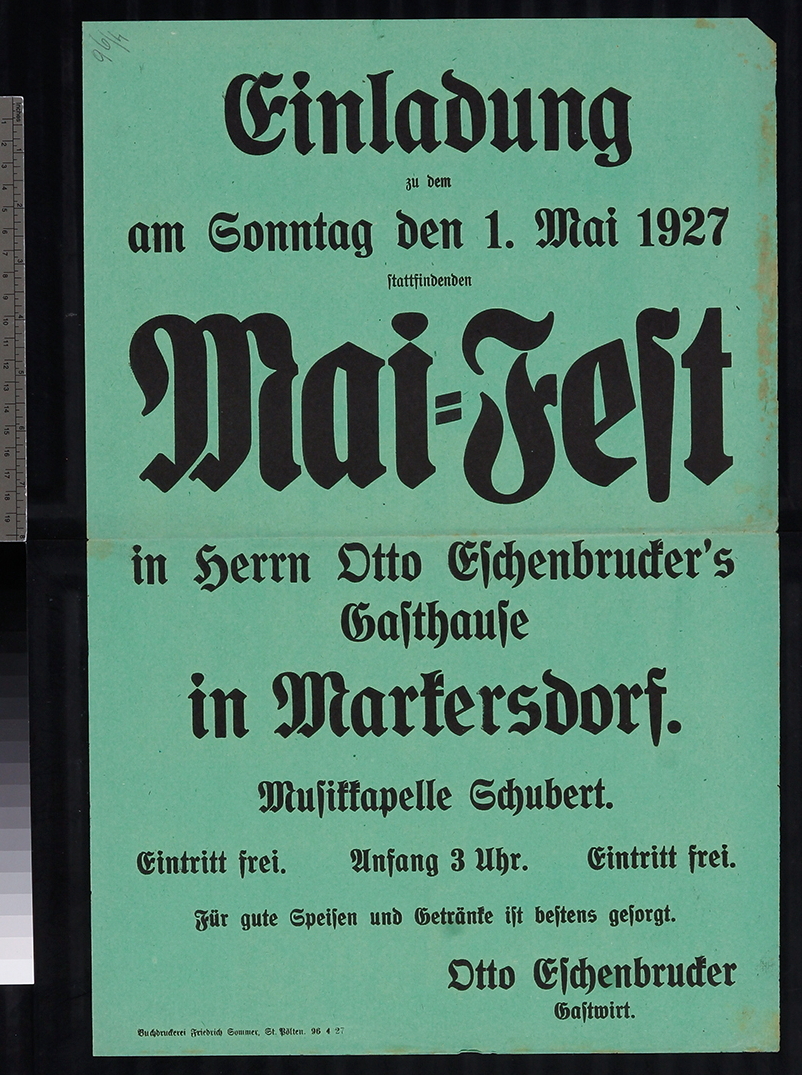 96/4
Einladung
zu dem
am Sonntag den 1. Mai 1927
stattfindenden
Mai=Fest
in Herrn Otto Eschenbrucker's
Gasthause
in Markersdorf.
Musikkapelle Schubert.
Eintritt frei. Anfang 3 Uhr. Eintritt frei.
Für gute Speisen und Getränke ist bestens gesorgt.
Otto Eschenbrucker
Gastwirt.
Buchdruckerei Friedrich Sommer, St. Pölten. 96 4 27